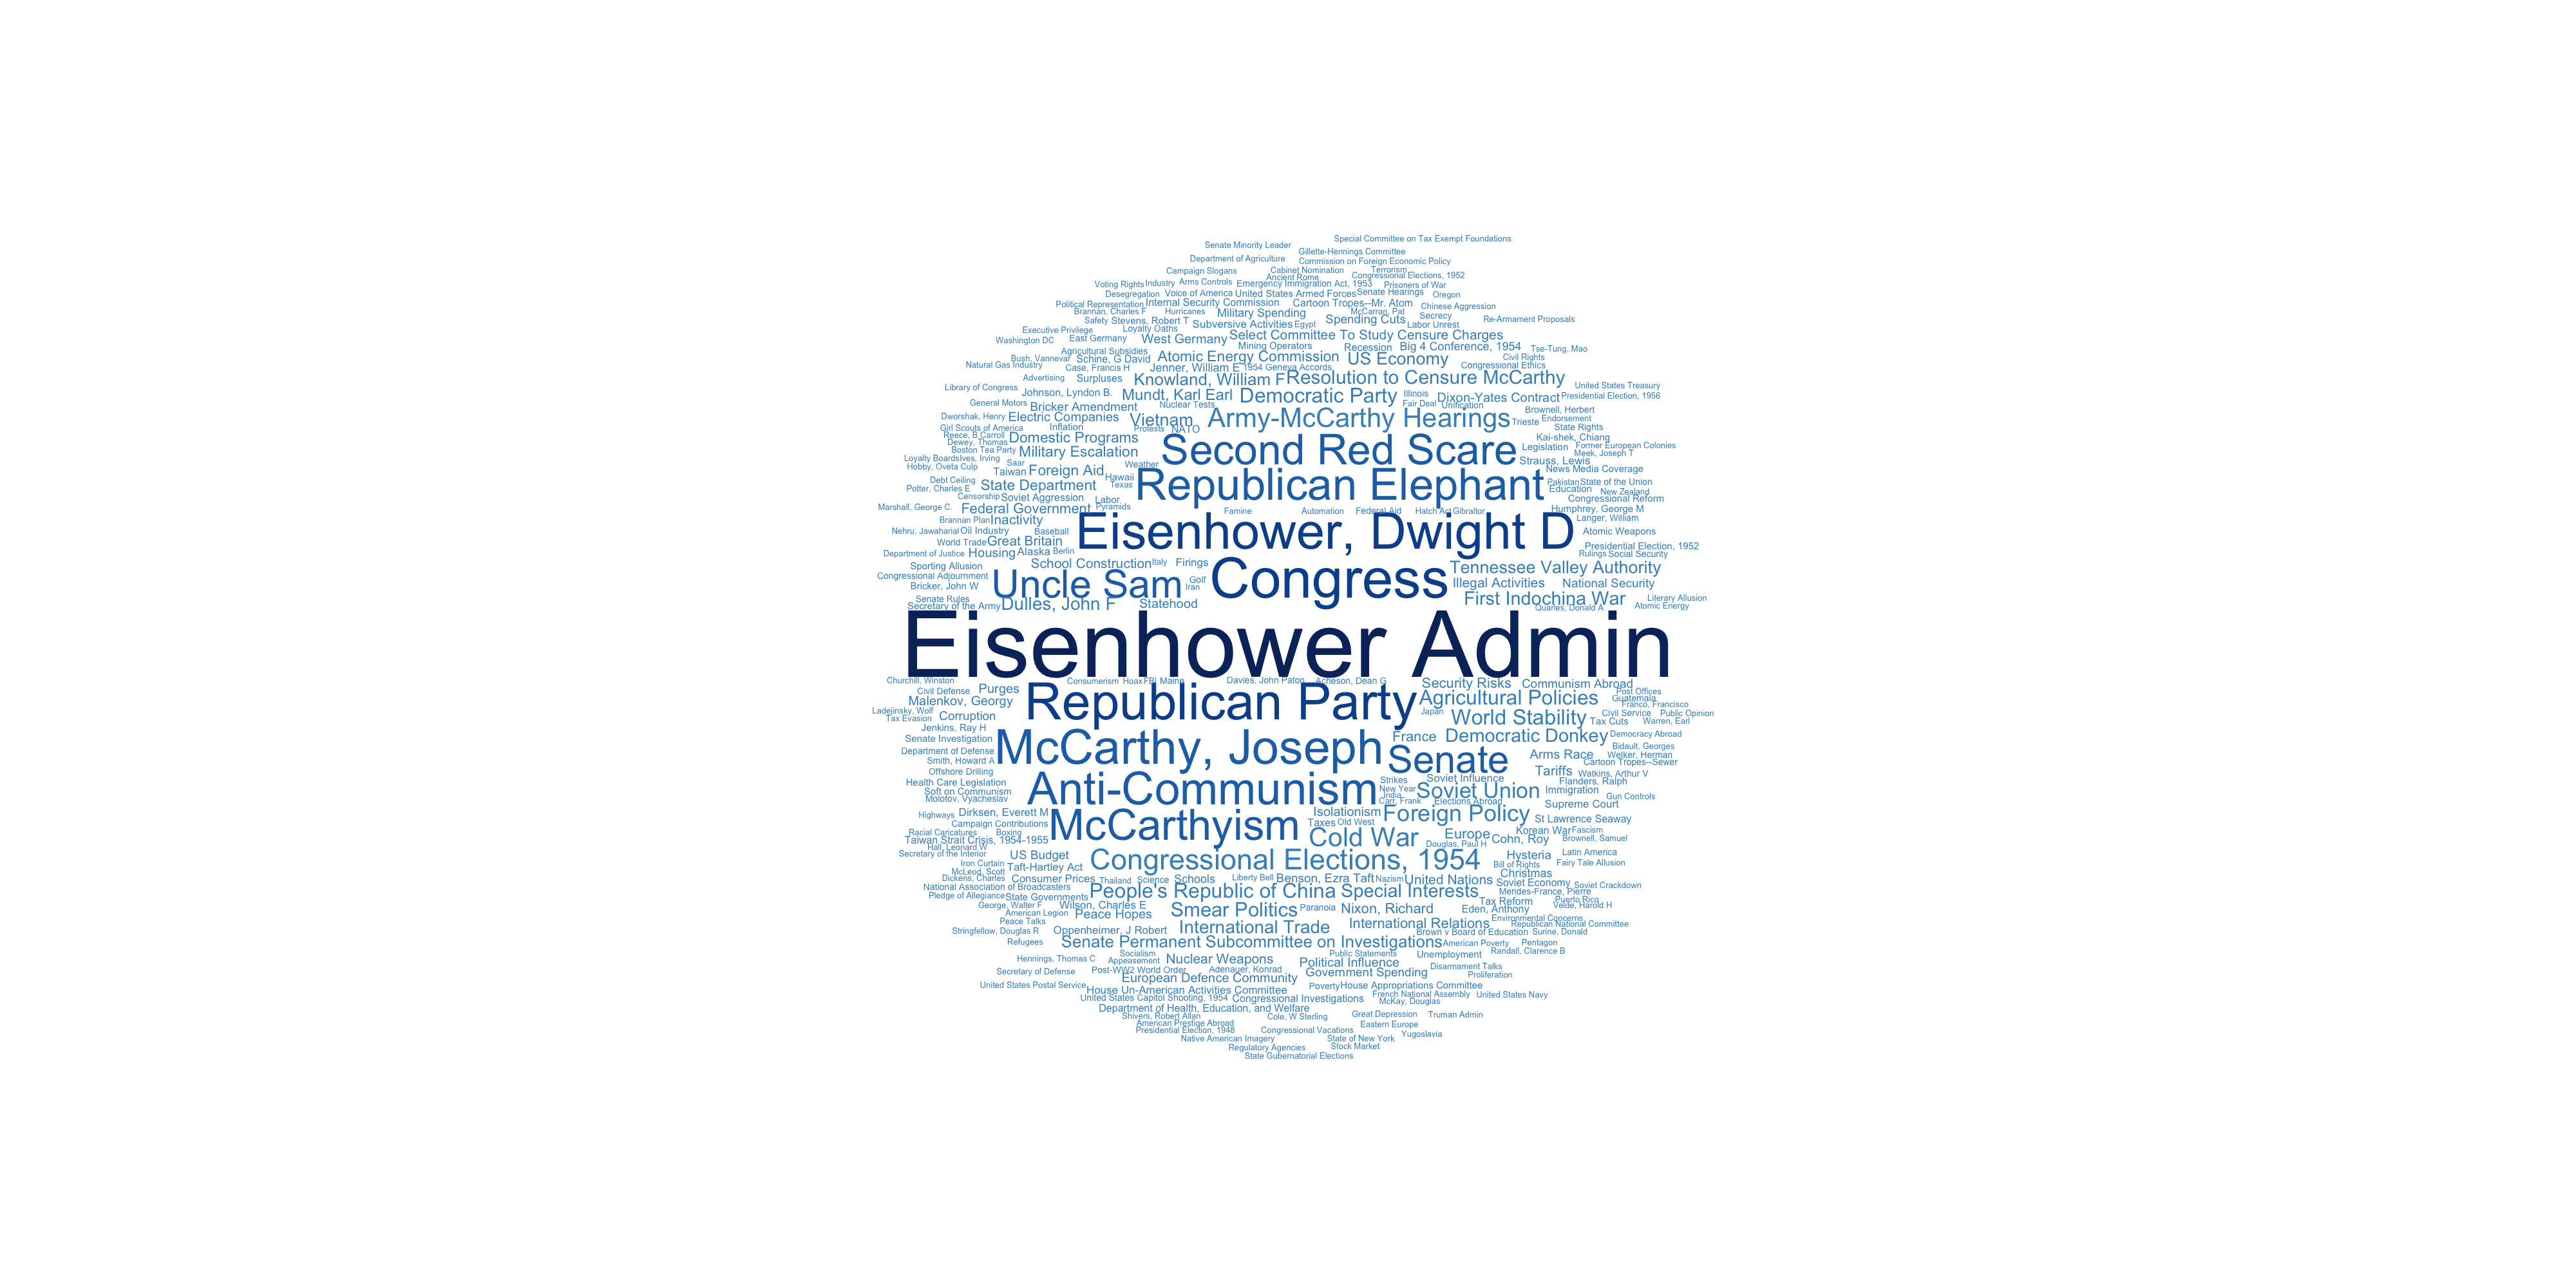 Special Committee on Tax Exempt Foundations
Senate Minority Leader
Gillette-Hennings Committee
Department of Agriculture
Commission on Foreign Economic Policy
Campaign Slogans
Cabinet Nomination
Terrorism
Ancient Rome
Congressional Elections, 1952
Voting Rights
Industry
Arms Controls
Emergency Immigration Act, 1953
Prisoners of War
Desegregation
Voice of America
United States Armed Forces
Senate Hearings
Oregon
Political Representation
Internal Security Commission
Cartoon Tropes--Mr. Atom
Chinese Aggression
Brannan, Charles F
Hurricanes
Military Spending
McCarran, Pat
Secrecy
Safety
Stevens, Robert T
Subversive Activities
Egypt
Spending Cuts
Labor Unrest
Re-Armament Proposals
Executive Privilege
Loyalty Oaths
Washington DC
East Germany
West Germany
Select Committee To Study Censure Charges
Mining Operators
Recession
Big 4 Conference, 1954
Tse-Tung, Mao
Agricultural Subsidies
Bush, Vannevar
Schine, G David
Atomic Energy Commission
US Economy
Civil Rights
Natural Gas Industry
Case, Francis H
Jenner, William E
1954 Geneva Accords
Congressional Ethics
Advertising
Surpluses
Knowland, William F
Resolution to Censure McCarthy
Library of Congress
Johnson, Lyndon B.
Mundt, Karl Earl
Democratic Party
Illinois
Dixon-Yates Contract
United States Treasury
Presidential Election, 1956
General Motors
Bricker Amendment
Nuclear Tests
Fair Deal
Unification
Brownell, Herbert
Dworshak, Henry
Electric Companies
Vietnam
Army-McCarthy Hearings
Trieste
Endorsement
Girl Scouts of America
Inflation
Protests
NATO
State Rights
Reece, B Carroll
Dewey, Thomas
Domestic Programs
Second Red Scare
Kai-shek, Chiang
Boston Tea Party
Military Escalation
Legislation
Former European Colonies
Meek, Joseph T
Loyalty Boards
Ives, Irving
Saar
Weather
Strauss, Lewis
Hobby, Oveta Culp
Taiwan
Foreign Aid
Hawaii
News Media Coverage
Debt Ceiling
State Department
Texas
Republican Elephant
Pakistan
State of the Union
Potter, Charles E
Education
New Zealand
Censorship
Soviet Aggression
Labor
Congressional Reform
Marshall, George C.
Federal Government
Pyramids
Famine
Automation
Federal Aid
Hatch Act
Gibraltor
Humphrey, George M
Brannan Plan
Inactivity
Eisenhower, Dwight D
Langer, William
Nehru, Jawaharial
Oil Industry
Baseball
Atomic Weapons
World Trade
Great Britain
Presidential Election, 1952
Department of Justice
Housing
Alaska
Berlin
Rulings
Social Security
Sporting Allusion
School Construction
Italy
Firings
Congress
Tennessee Valley Authority
Congressional Adjournment
Uncle Sam
Golf
Illegal Activities
National Security
Bricker, John W
Iran
Senate Rules
First Indochina War
Literary Allusion
Secretary of the Army
Dulles, John F
Statehood
Quarles, Donald A
Atomic Energy
Eisenhower Admin
Churchill, Winston
Consumerism
Hoax
FBI
Maine
Davies, John Paton
Acheson, Dean G
Security Risks
Communism Abroad
Civil Defense
Purges
Republican Party
Agricultural Policies
Post Offices
Malenkov, Georgy
Guatemala
Franco, Francisco
Ladejinsky, Wolf
Corruption
Japan
World Stability
Civil Service
Public Opinion
Tax Evasion
Tax Cuts
Warren, Earl
Jenkins, Ray H
Senate Investigation
McCarthy, Joseph
France
Democratic Donkey
Democracy Abroad
Department of Defense
Senate
Arms Race
Bidault, Georges
Smith, Howard A
Welker, Herman
Cartoon Tropes--Sewer
Offshore Drilling
Tariffs
Watkins, Arthur V
Health Care Legislation
Anti-Communism
Strikes
Soviet Influence
Flanders, Ralph
Soft on Communism
New Year
Soviet Union
Immigration
Molotov, Vyacheslav
India
Carr, Frank
Elections Abroad
Gun Controls
Supreme Court
Highways
Dirksen, Everett M
McCarthyism
Isolationism
Foreign Policy
St Lawrence Seaway
Campaign Contributions
Taxes
Old West
Racial Caricatures
Boxing
Cold War
Europe
Korean War
Fascism
Taiwan Strait Crisis, 1954-1955
Cohn, Roy
Brownell, Samuel
Hall, Leonard W
Douglas, Paul H
Secretary of the Interior
US Budget
Congressional Elections, 1954
Hysteria
Latin America
Iron Curtain
Taft-Hartley Act
Bill of Rights
Fairy Tale Allusion
McLeod, Scott
Christmas
Dickens, Charles
Consumer Prices
Thailand
Science
Schools
Liberty Bell
Benson, Ezra Taft
Nazism
United Nations
Soviet Economy
Soviet Crackdown
National Association of Broadcasters
People's Republic of China
Special Interests
Mendes-France, Pierre
Pledge of Allegiance
State Governments
Tax Reform
Puerto Rico
George, Walter F
Wilson, Charles E
Smear Politics
Paranoia
Nixon, Richard
Eden, Anthony
Velde, Harold H
American Legion
Peace Hopes
Peace Talks
International Trade
International Relations
Environmental Concerns
Republican National Committee
Stringfellow, Douglas R
Oppenheimer, J Robert
Brown v Board of Education
Surine, Donald
Refugees
Senate Permanent Subcommittee on Investigations
American Poverty
Pentagon
Socialism
Public Statements
Unemployment
Randall, Clarence B
Hennings, Thomas C
Appeasement
Nuclear Weapons
Political Influence
Secretary of Defense
Post-WW2 World Order
Adenauer, Konrad
Government Spending
Disarmament Talks
Proliferation
European Defence Community
United States Postal Service
House Un-American Activities Committee
Poverty
House Appropriations Committee
United States Capitol Shooting, 1954
Congressional Investigations
French National Assembly
United States Navy
McKay, Douglas
Department of Health, Education, and Welfare
Shivers, Robert Allan
Cole, W Sterling
Great Depression
Truman Admin
American Prestige Abroad
Eastern Europe
Presidential Election, 1948
Congressional Vacations
Yugoslavia
Native American Imagery
State of New York
Regulatory Agencies
Stock Market
State Gubernatorial Elections